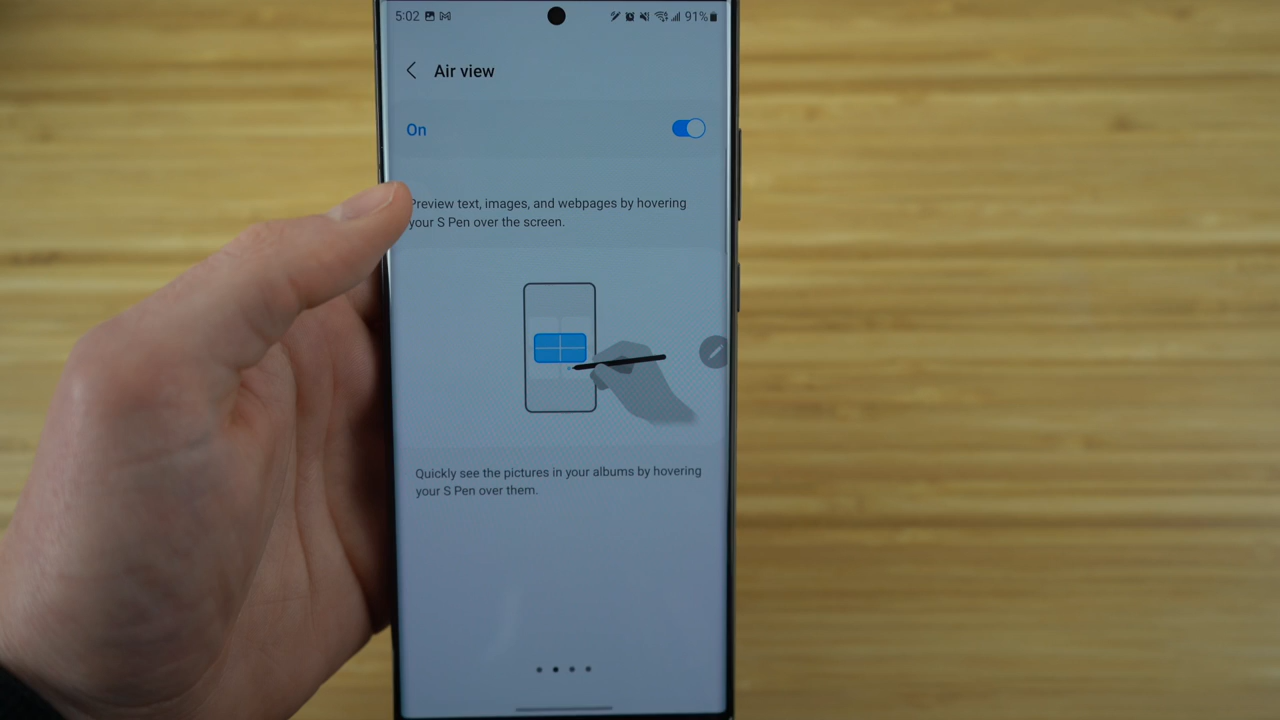 5:02 91%
Air view
On
Preview text, images, and webpages by hovering
your S Pen over the screen.
Quickly see the pictures in your albums by hovering
your S Pen over them.